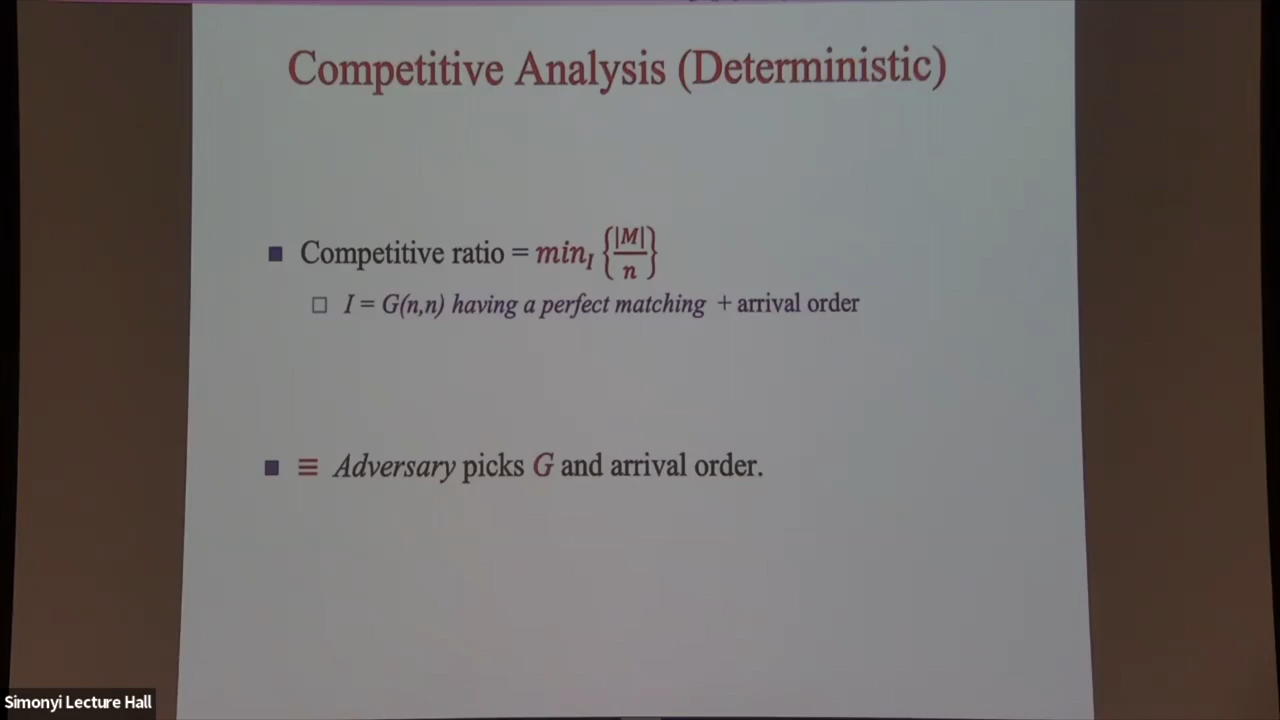 Competitive Analysis (Deterministic)
■ Competitive ratio = min_I {|M|/n}
□ I = G(n,n) having a perfect matching + arrival order
■ ≡ Adversary picks G and arrival order.
Simonyi Lecture Hall